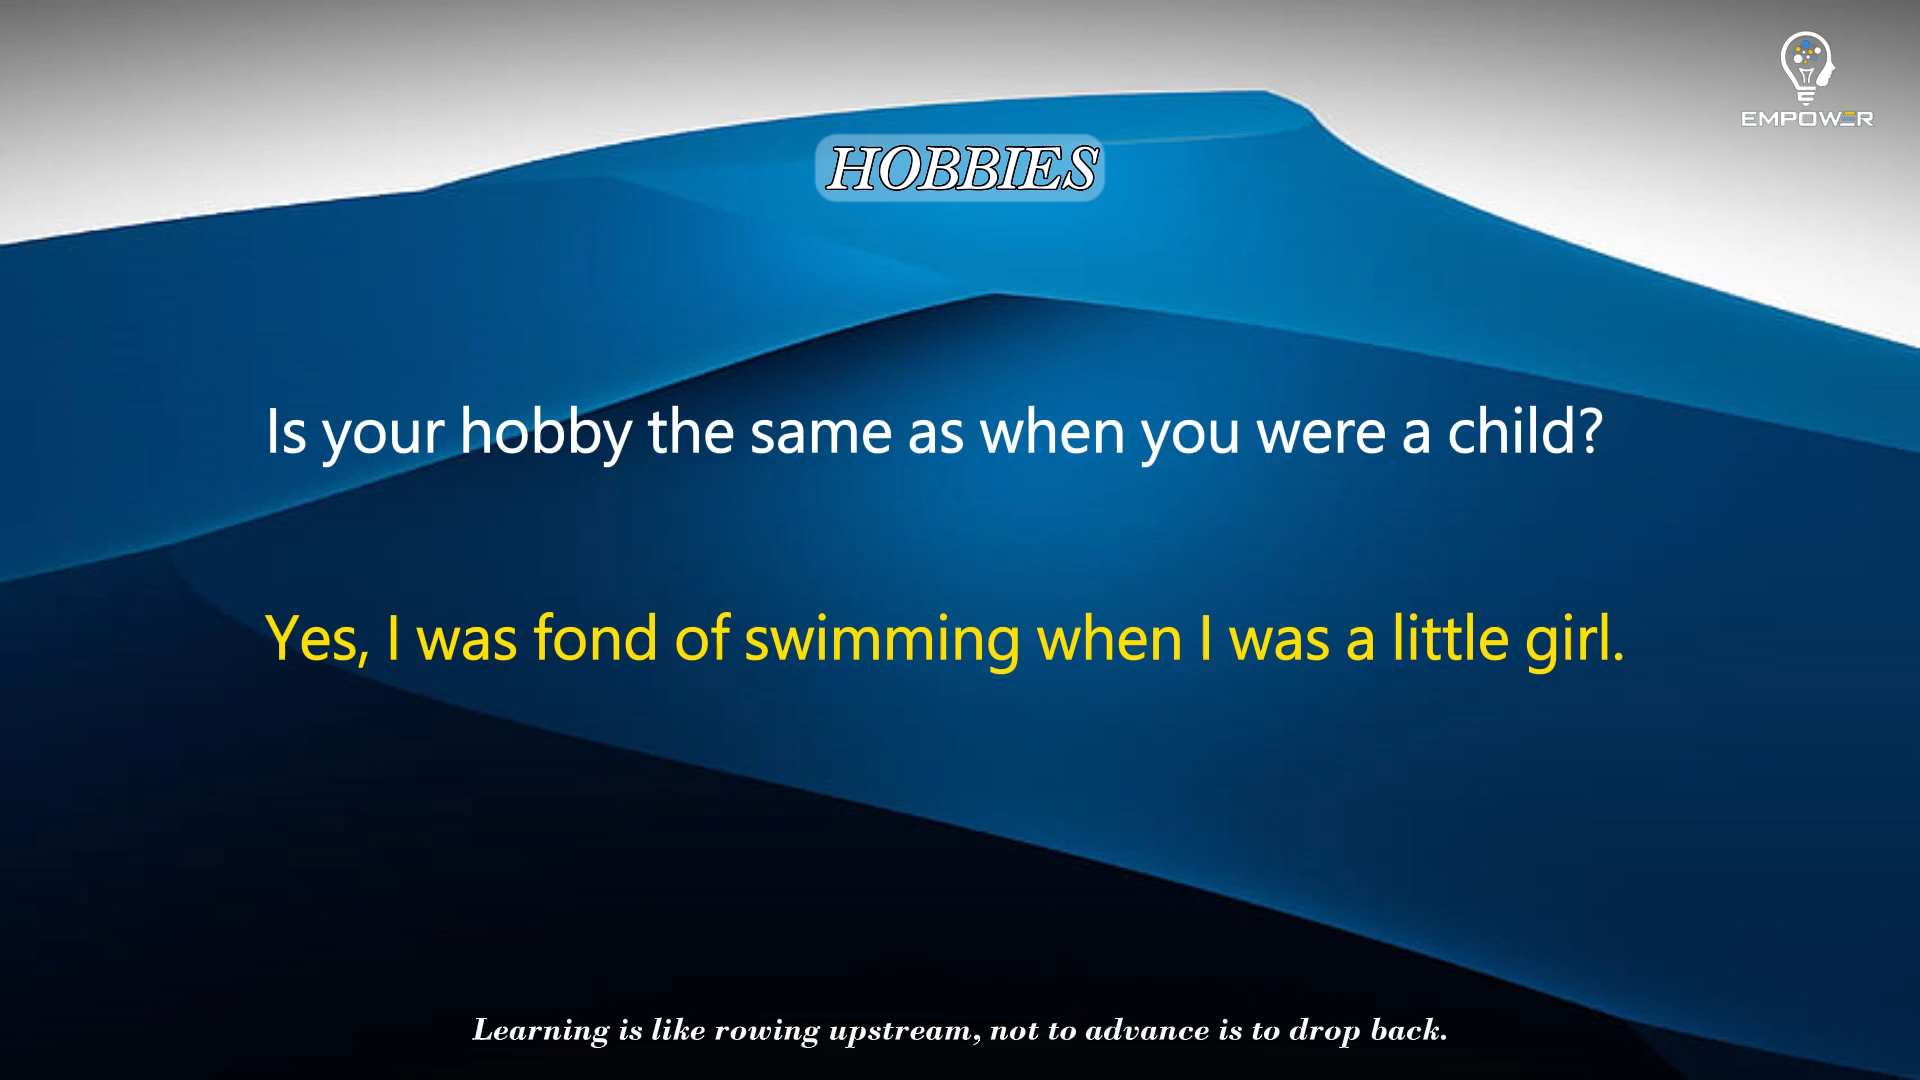 EMPOWER
HOBBIES
Is your hobby the same as when you were a child?
Yes, I was fond of swimming when I was a little girl.
Learning is like rowing upstream, not to advance is to drop back.